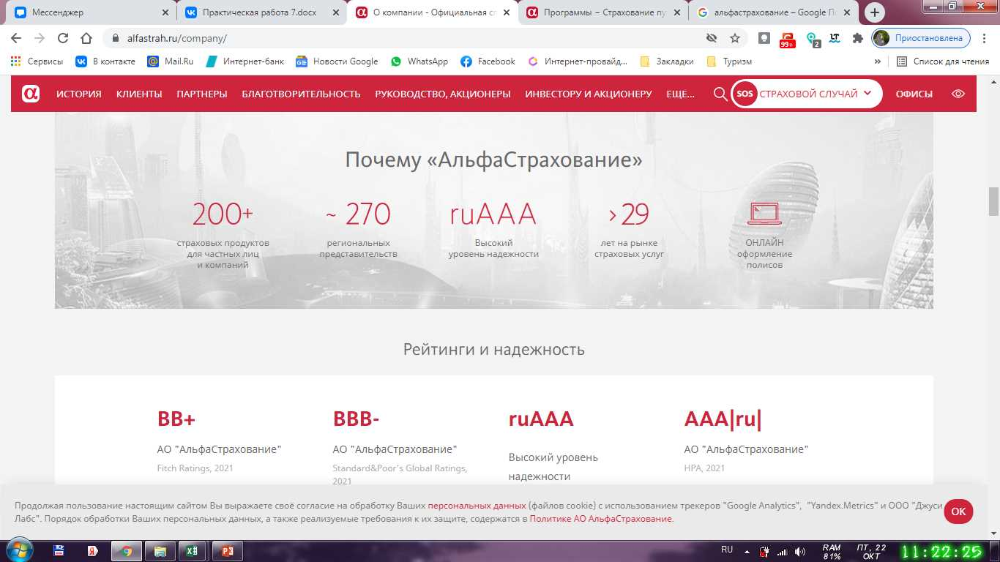 Мессенджер
Практическая работа 7.docx
О компании - Официальная ст
Программы – Страхование пу
альфастрахование – Google П
alfastrah.ru/company/
99+
2
Приостановлена
Сервисы
В контакте
Mail.Ru
Интернет-банк
Новости Google
WhatsApp
Facebook
Интернет-провайд...
Закладки
Туризм
»
Список для чтения
ИСТОРИЯ
КЛИЕНТЫ
ПАРТНЕРЫ
БЛАГОТВОРИТЕЛЬНОСТЬ
РУКОВОДСТВО, АКЦИОНЕРЫ
ИНВЕСТОРУ И АКЦИОНЕРУ
ЕЩЕ...
SOS
СТРАХОВОЙ СЛУЧАЙ
ОФИСЫ
Почему «АльфаСтрахование»
200+
страховых продуктов
для частных лиц
и компаний
~ 270
региональных
представительств
ruAAA
Высокий
уровень надежности
> 29
лет на рынке
страховых услуг
ОНЛАЙН
оформление
полисов
Рейтинги и надежность
BB+
АО "АльфаСтрахование"
Fitch Ratings, 2021
BBB-
АО "АльфаСтрахование"
Standard&Poor's Global Ratings,
2021
ruAAA
Высокий уровень
надежности
AAA|ru|
АО "АльфаСтрахование"
НРА, 2021
Продолжая пользование настоящим сайтом Вы выражаете своё согласие на обработку Ваших персональных данных (файлов cookie) с использованием трекеров "Google Analytics", "Yandex.Metrics" и ООО "Джуси
Лабс". Порядок обработки Ваших персональных данных, а также реализуемые требования к их защите, содержатся в Политике АО АльфаСтрахование.
OK
RU
RAM
81%
ПТ, 22
ОКТ
11:22:25